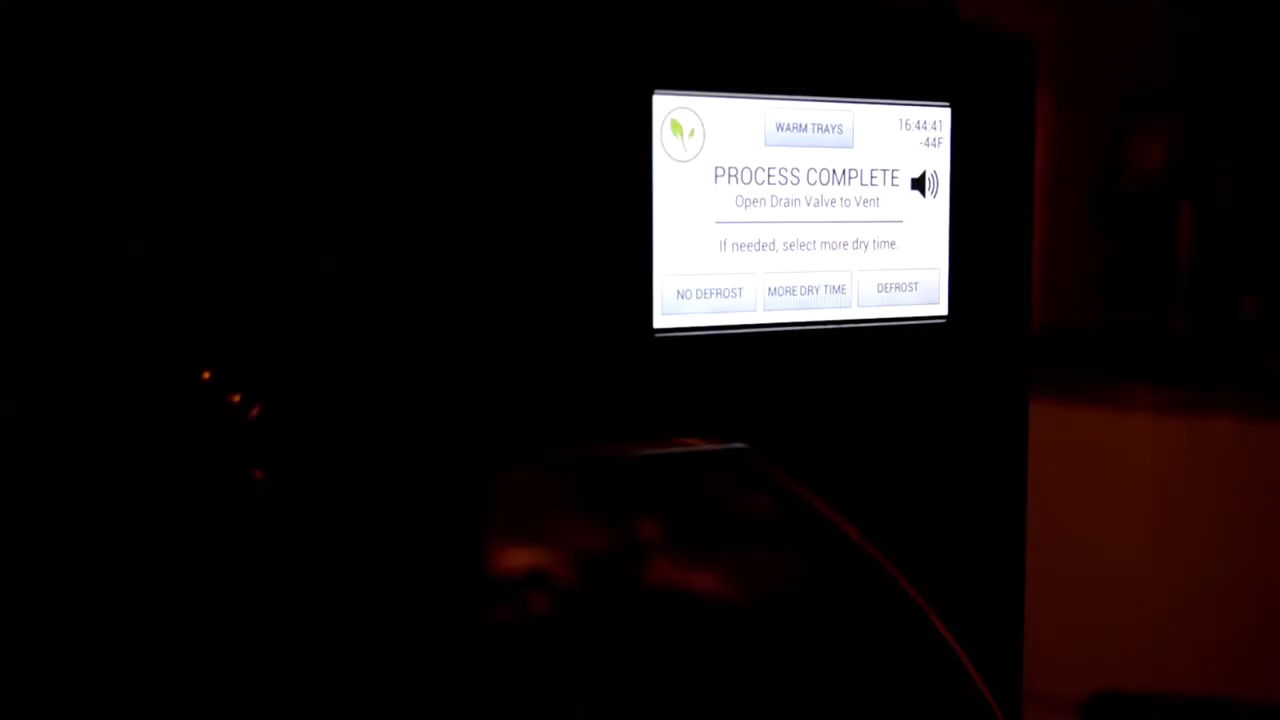 WARM TRAYS
16:44:41
-44F
PROCESS COMPLETE
Open Drain Valve to Vent
If needed, select more dry time.
NO DEFROST
MORE DRY TIME
DEFROST